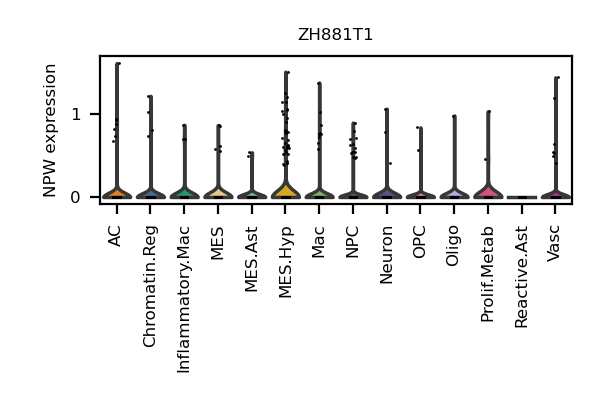 ZH881T1
NPW expression
1
0
AC
Chromatin.Reg
Inflammatory.Mac
MES
MES.Ast
MES.Hyp
Mac
NPC
Neuron
OPC
Oligo
Prolif.Metab
Reactive.Ast
Vasc